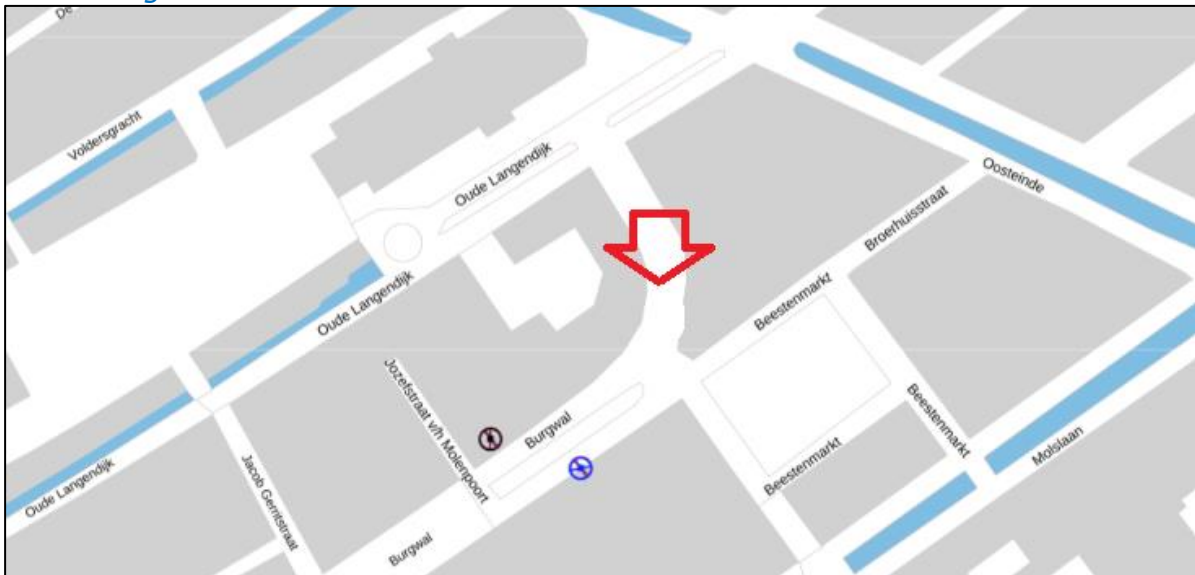 De
Voldersgracht
Oude Langendijk
Oosteinde
Broerhuisstraat
Oude Langendijk
Beestenmarkt
Jozefstraat v/h Molenpoort
Burgwal
Beestenmarkt
Beestenmarkt
Molslaan
Oude Langendijk
Jacob Gerritstraat
Burgwal